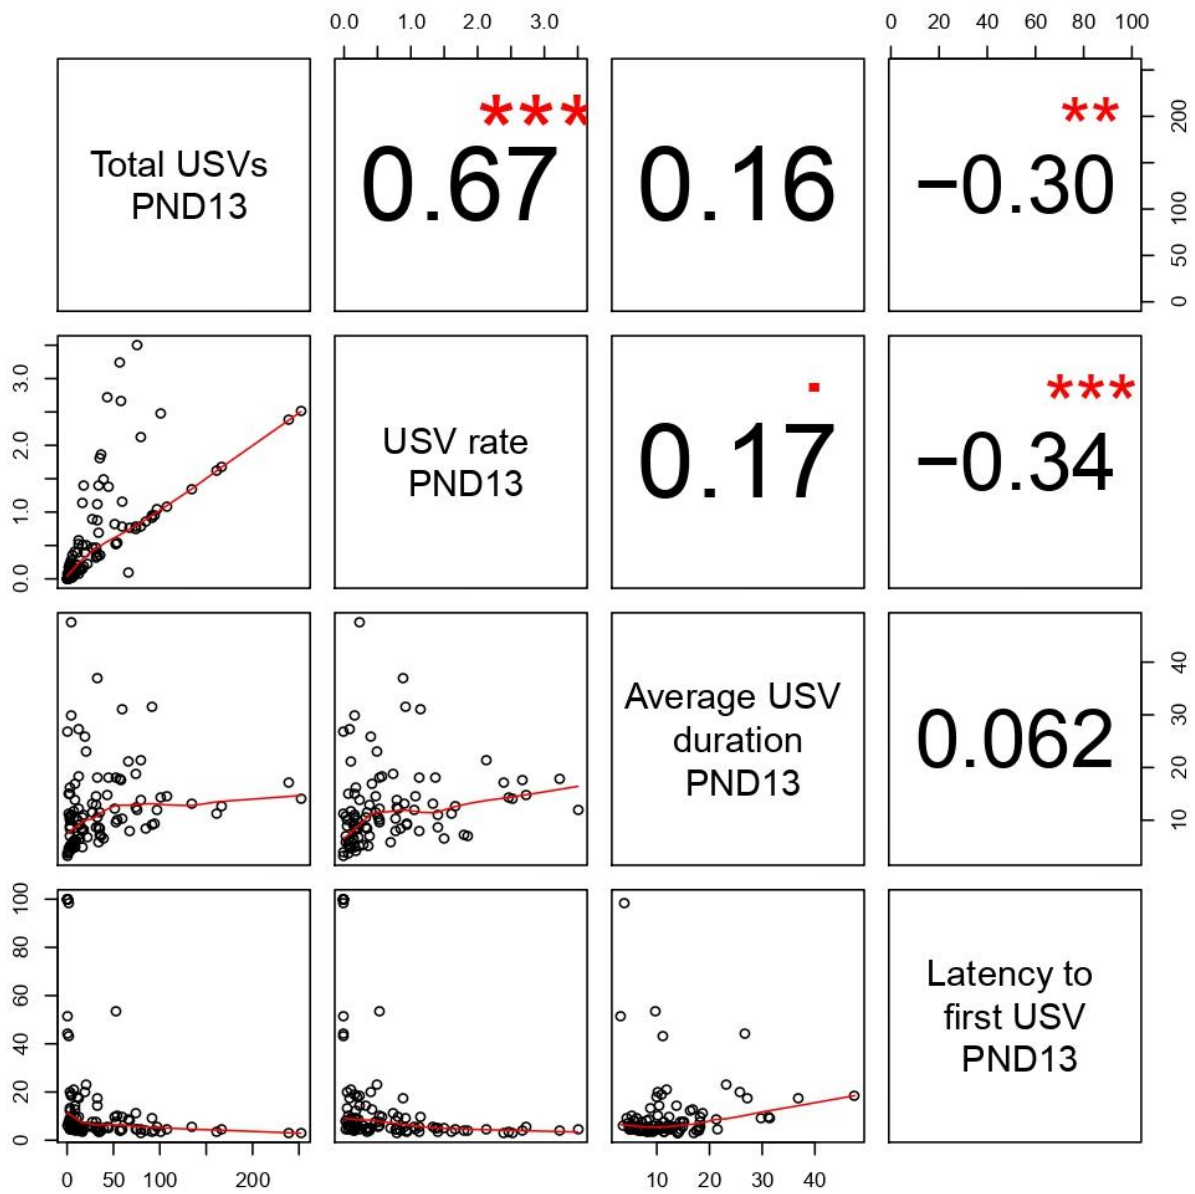 0.0 1.0 2.0 3.0
0 20 40 60 80 100
Total USVs
PND13
***
0.67
0.16
**
−0.30
0 50 100 200
0.0 1.0 2.0 3.0
USV rate
PND13
.
0.17
***
−0.34
Average USV
duration
PND13
0.062
10 20 30 40
0 20 40 60 80 100
Latency to
first USV
PND13
0 50 100 200
10 20 30 40